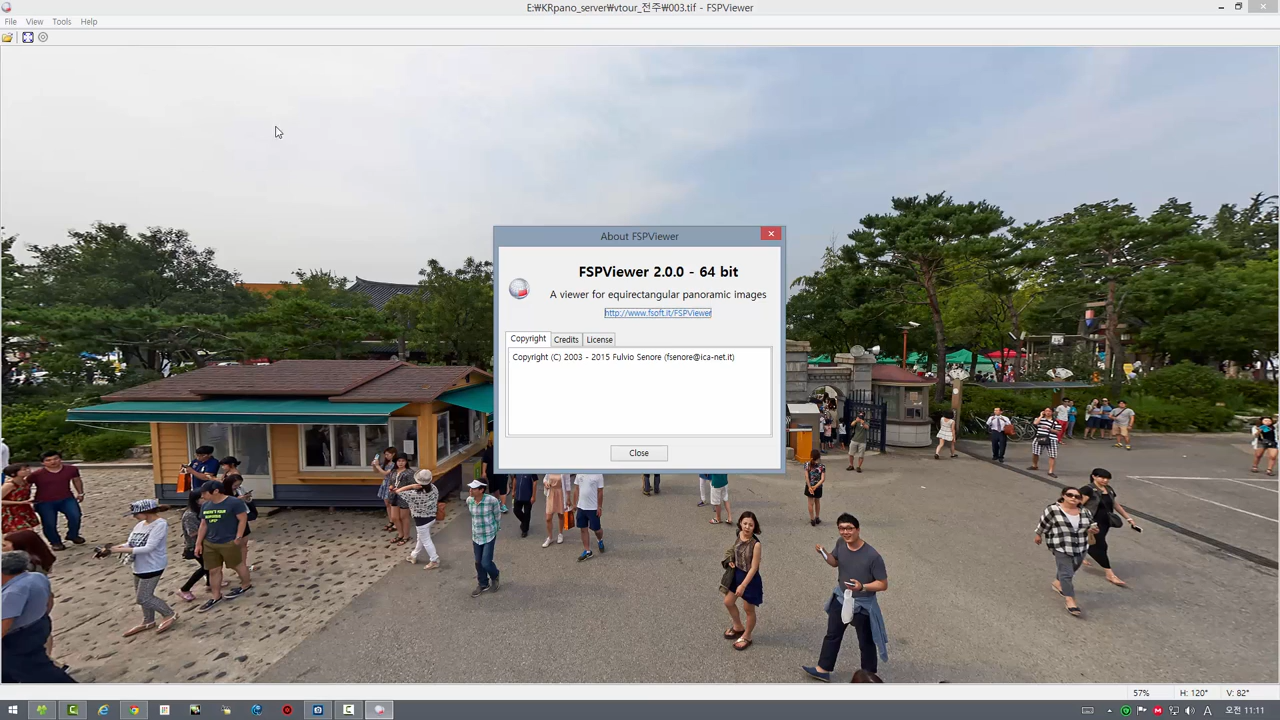 E:₩KRpano_server₩vtour_전주₩003.tif - FSPViewer
File View Tools Help
About FSPViewer
FSPViewer 2.0.0 - 64 bit
A viewer for equirectangular panoramic images
http://www.fsoft.it/FSPViewer
Copyright Credits License
Copyright (C) 2003 - 2015 Fulvio Senore (fsenore@ica-net.it)
Close
57% H: 120° V: 82°
A 오전 11:11